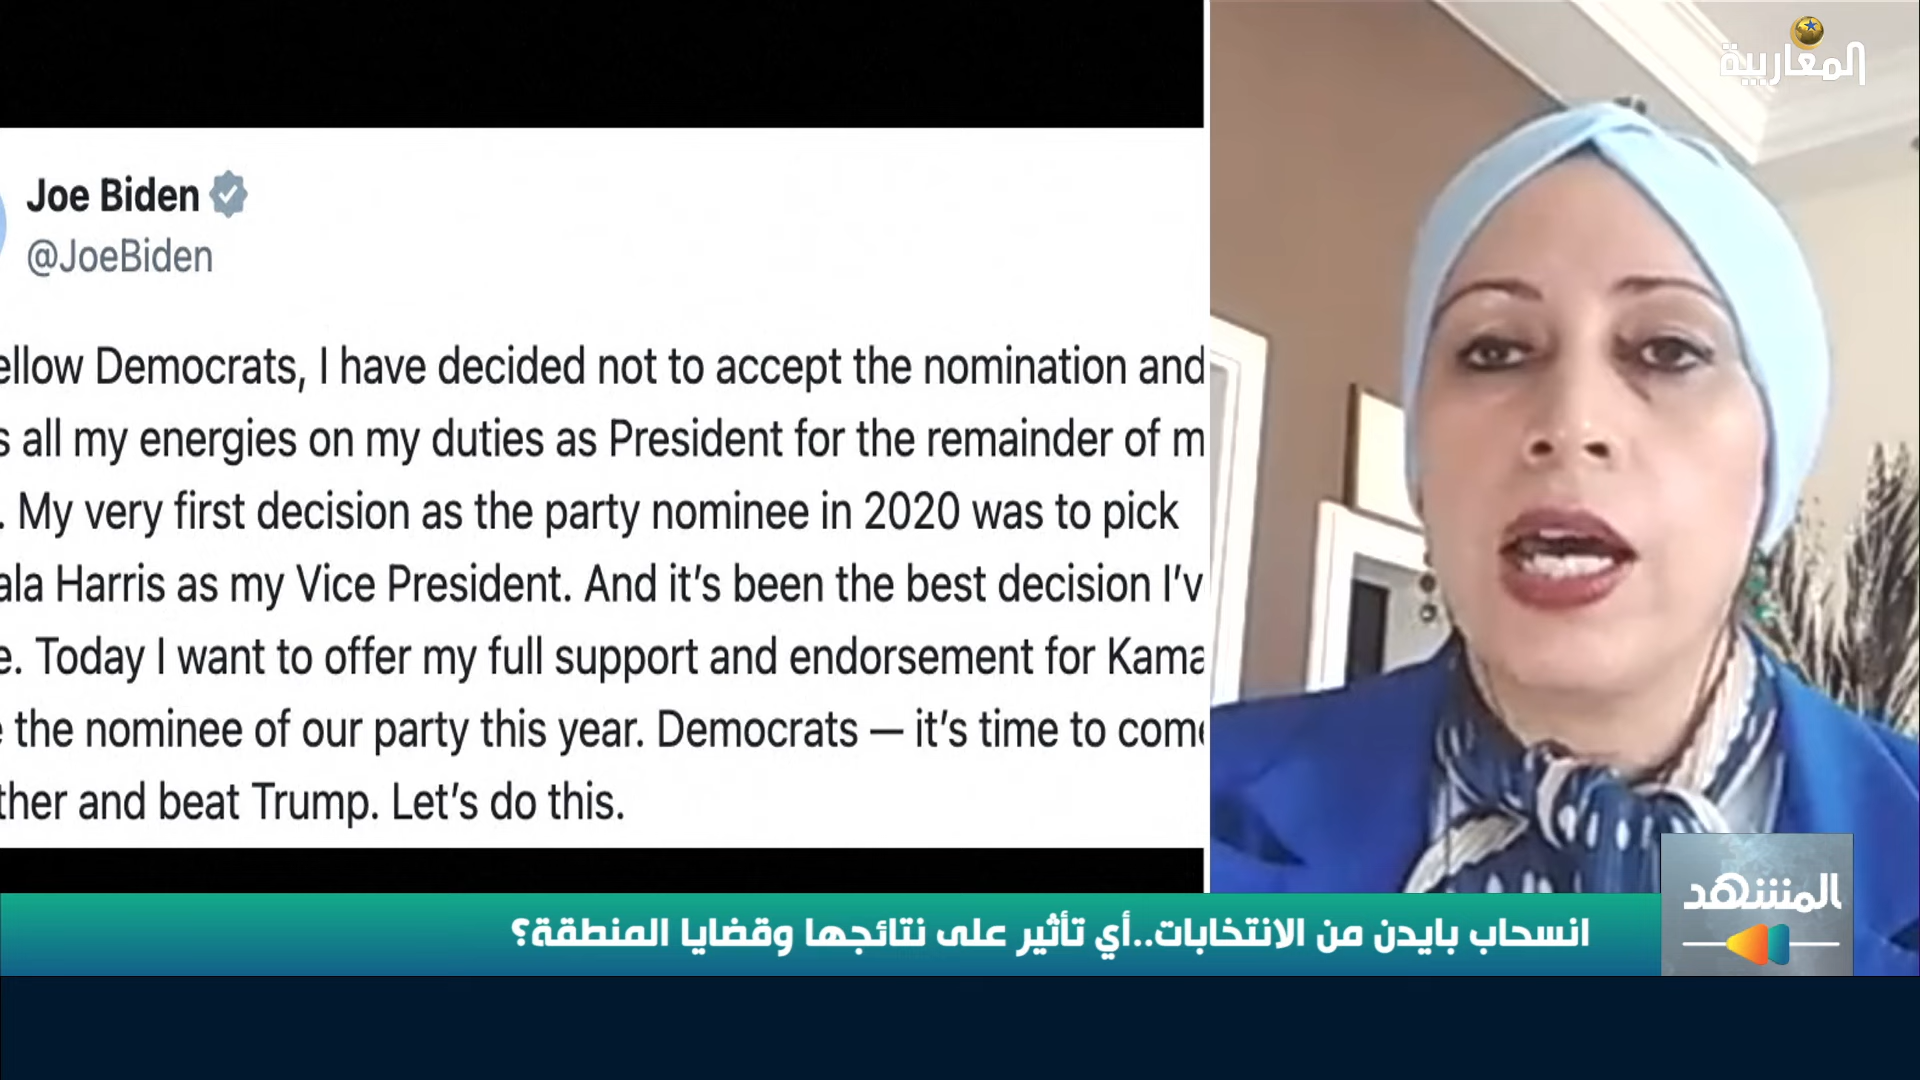 Joe Biden
@JoeBiden
ellow Democrats, I have decided not to accept the nomination and
s all my energies on my duties as President for the remainder of m
. My very first decision as the party nominee in 2020 was to pick
ala Harris as my Vice President. And it’s been the best decision I’v
e. Today I want to offer my full support and endorsement for Kama
e the nominee of our party this year. Democrats — it’s time to come
ther and beat Trump. Let’s do this.
المغاربية
المشهد
انسحاب بايدن من الانتخابات..أي تأثير على نتائجها وقضايا المنطقة؟